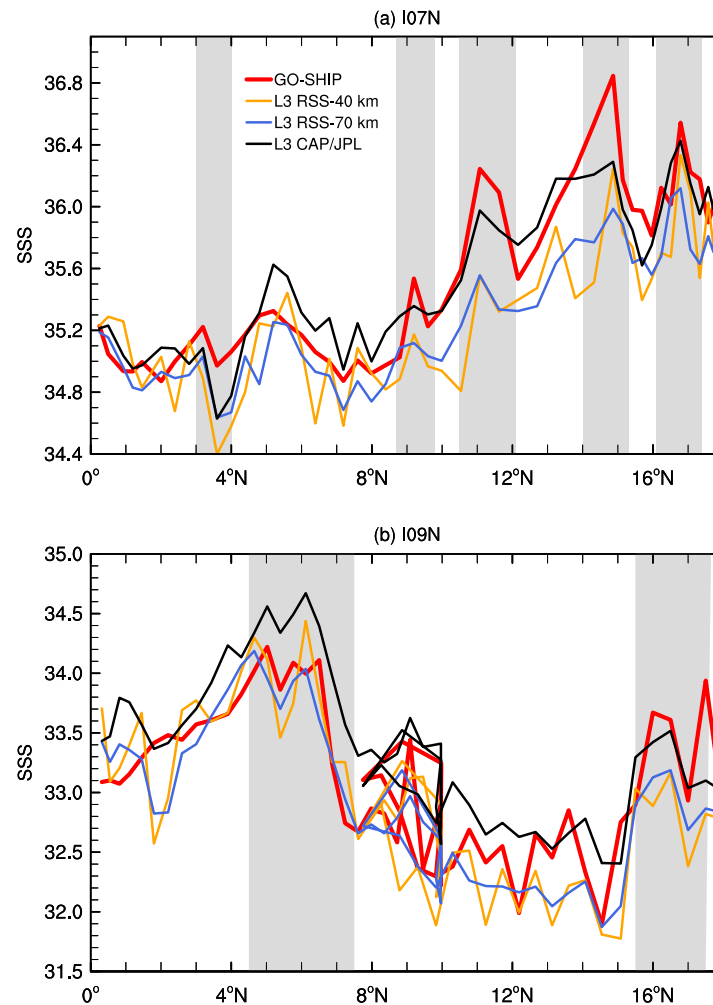 (a) I07N
36.8
36.4
36.0
35.6
35.2
34.8
34.4
SSS
GO-SHIP
L3 RSS-40 km
L3 RSS-70 km
L3 CAP/JPL
0° 4°N 8°N 12°N 16°N
(b) I09N
35.0
34.5
34.0
33.5
33.0
32.5
32.0
31.5
SSS
0° 4°N 8°N 12°N 16°N